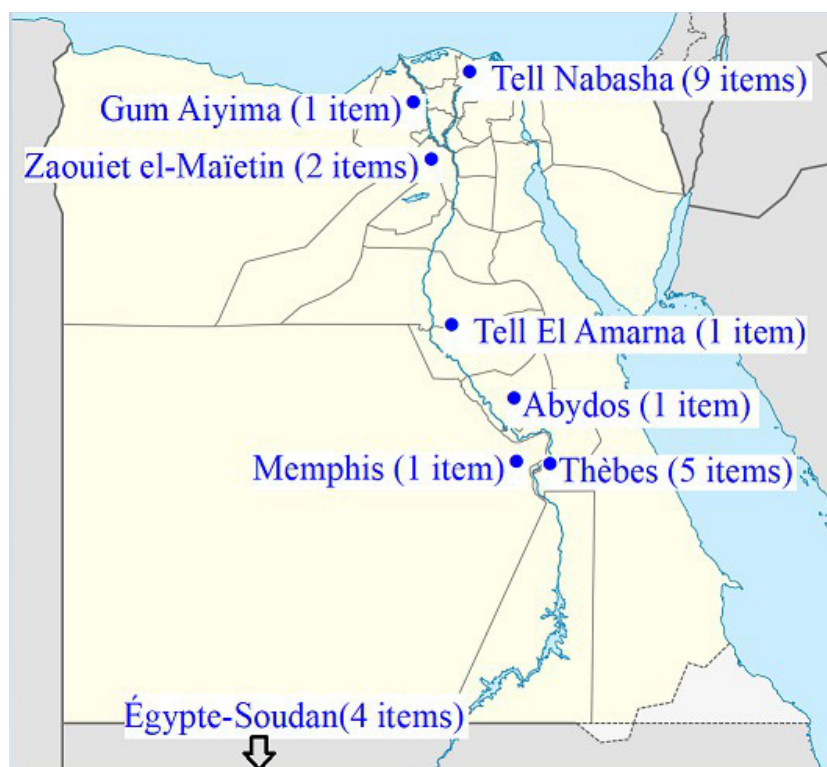 Tell Nabasha (9 items)
Gum Aiyima (1 item)
Zaouiet el-Maïetin (2 items)
Tell El Amarna (1 item)
Abydos (1 item)
Memphis (1 item)
Thèbes (5 items)
Égypte-Soudan(4 items)